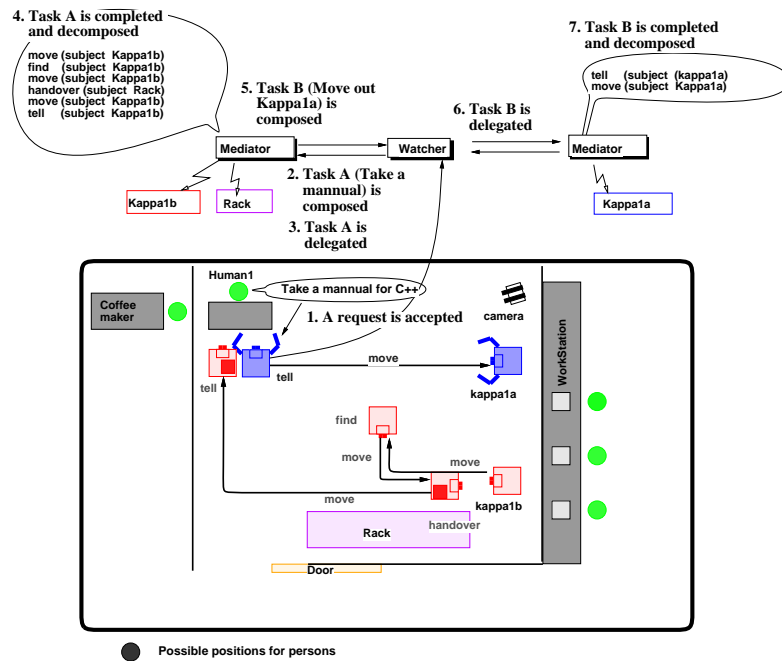 4. Task A is completed
and decomposed
move (subject Kappa1b)
find (subject Kappa1b)
move (subject Kappa1b)
handover (subject Rack)
move (subject Kappa1b)
tell (subject Kappa1b)
7. Task B is completed
and decomposed
tell (subject (kappa1a)
move (subject Kappa1a)
5. Task B (Move out
Kappa1a) is
composed
6. Task B is
delegated
Mediator
Watcher
Mediator
2. Task A (Take a
mannual) is
composed
Kappa1b
Rack
Kappa1a
3. Task A is
delegated
Human1
Coffee
maker
Take a mannual for C++
camera
1. A request is accepted
WorkStation
move
tell
tell
kappa1a
find
move
move
move
kappa1b
handover
Rack
Door
Possible positions for persons